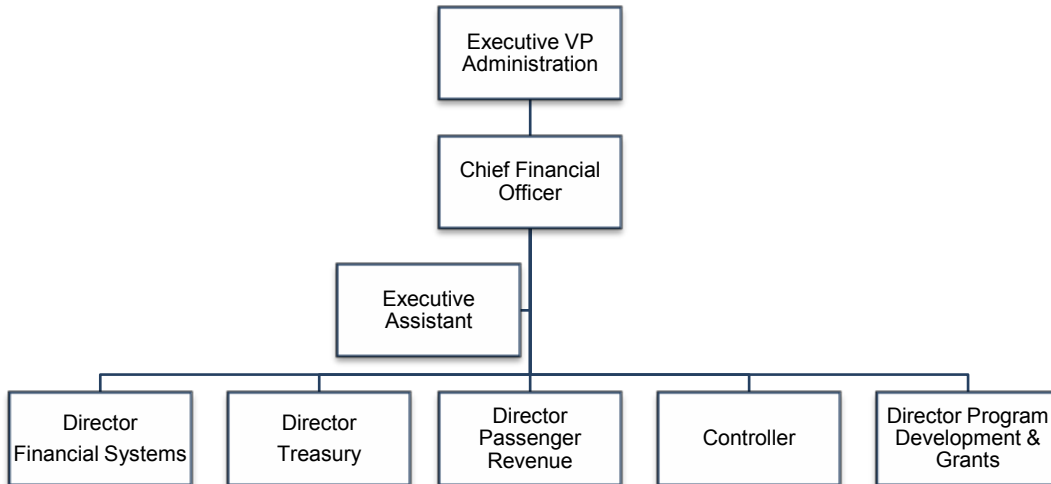 Executive VP
Administration
Chief Financial
Officer
Executive
Assistant
Director
Financial Systems
Director
Treasury
Director
Passenger
Revenue
Controller
Director Program
Development &
Grants